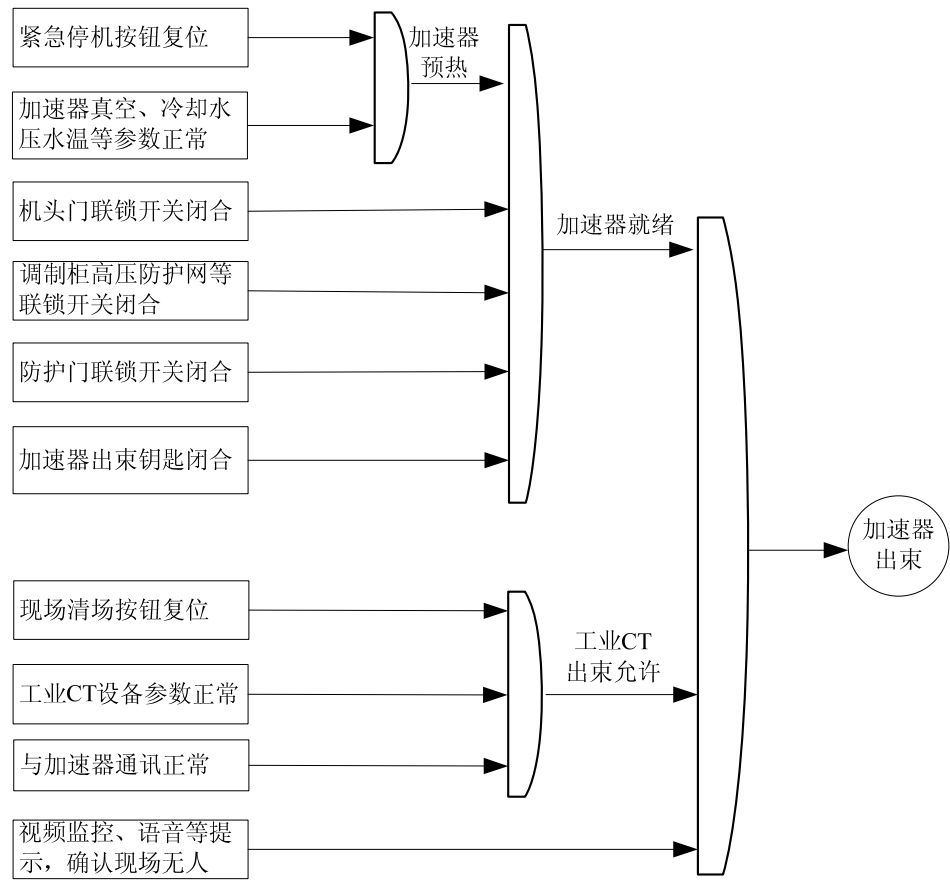 紧急停机按钮复位
加速器真空、冷却水
压水温等参数正常
加速器
预热
机头门联锁开关闭合
调制柜高压防护网等
联锁开关闭合
防护门联锁开关闭合
加速器出束钥匙闭合
加速器就绪
现场清场按钮复位
工业CT设备参数正常
与加速器通讯正常
工业CT
出束允许
视频监控、语音等提
示，确认现场无人
加速器
出束